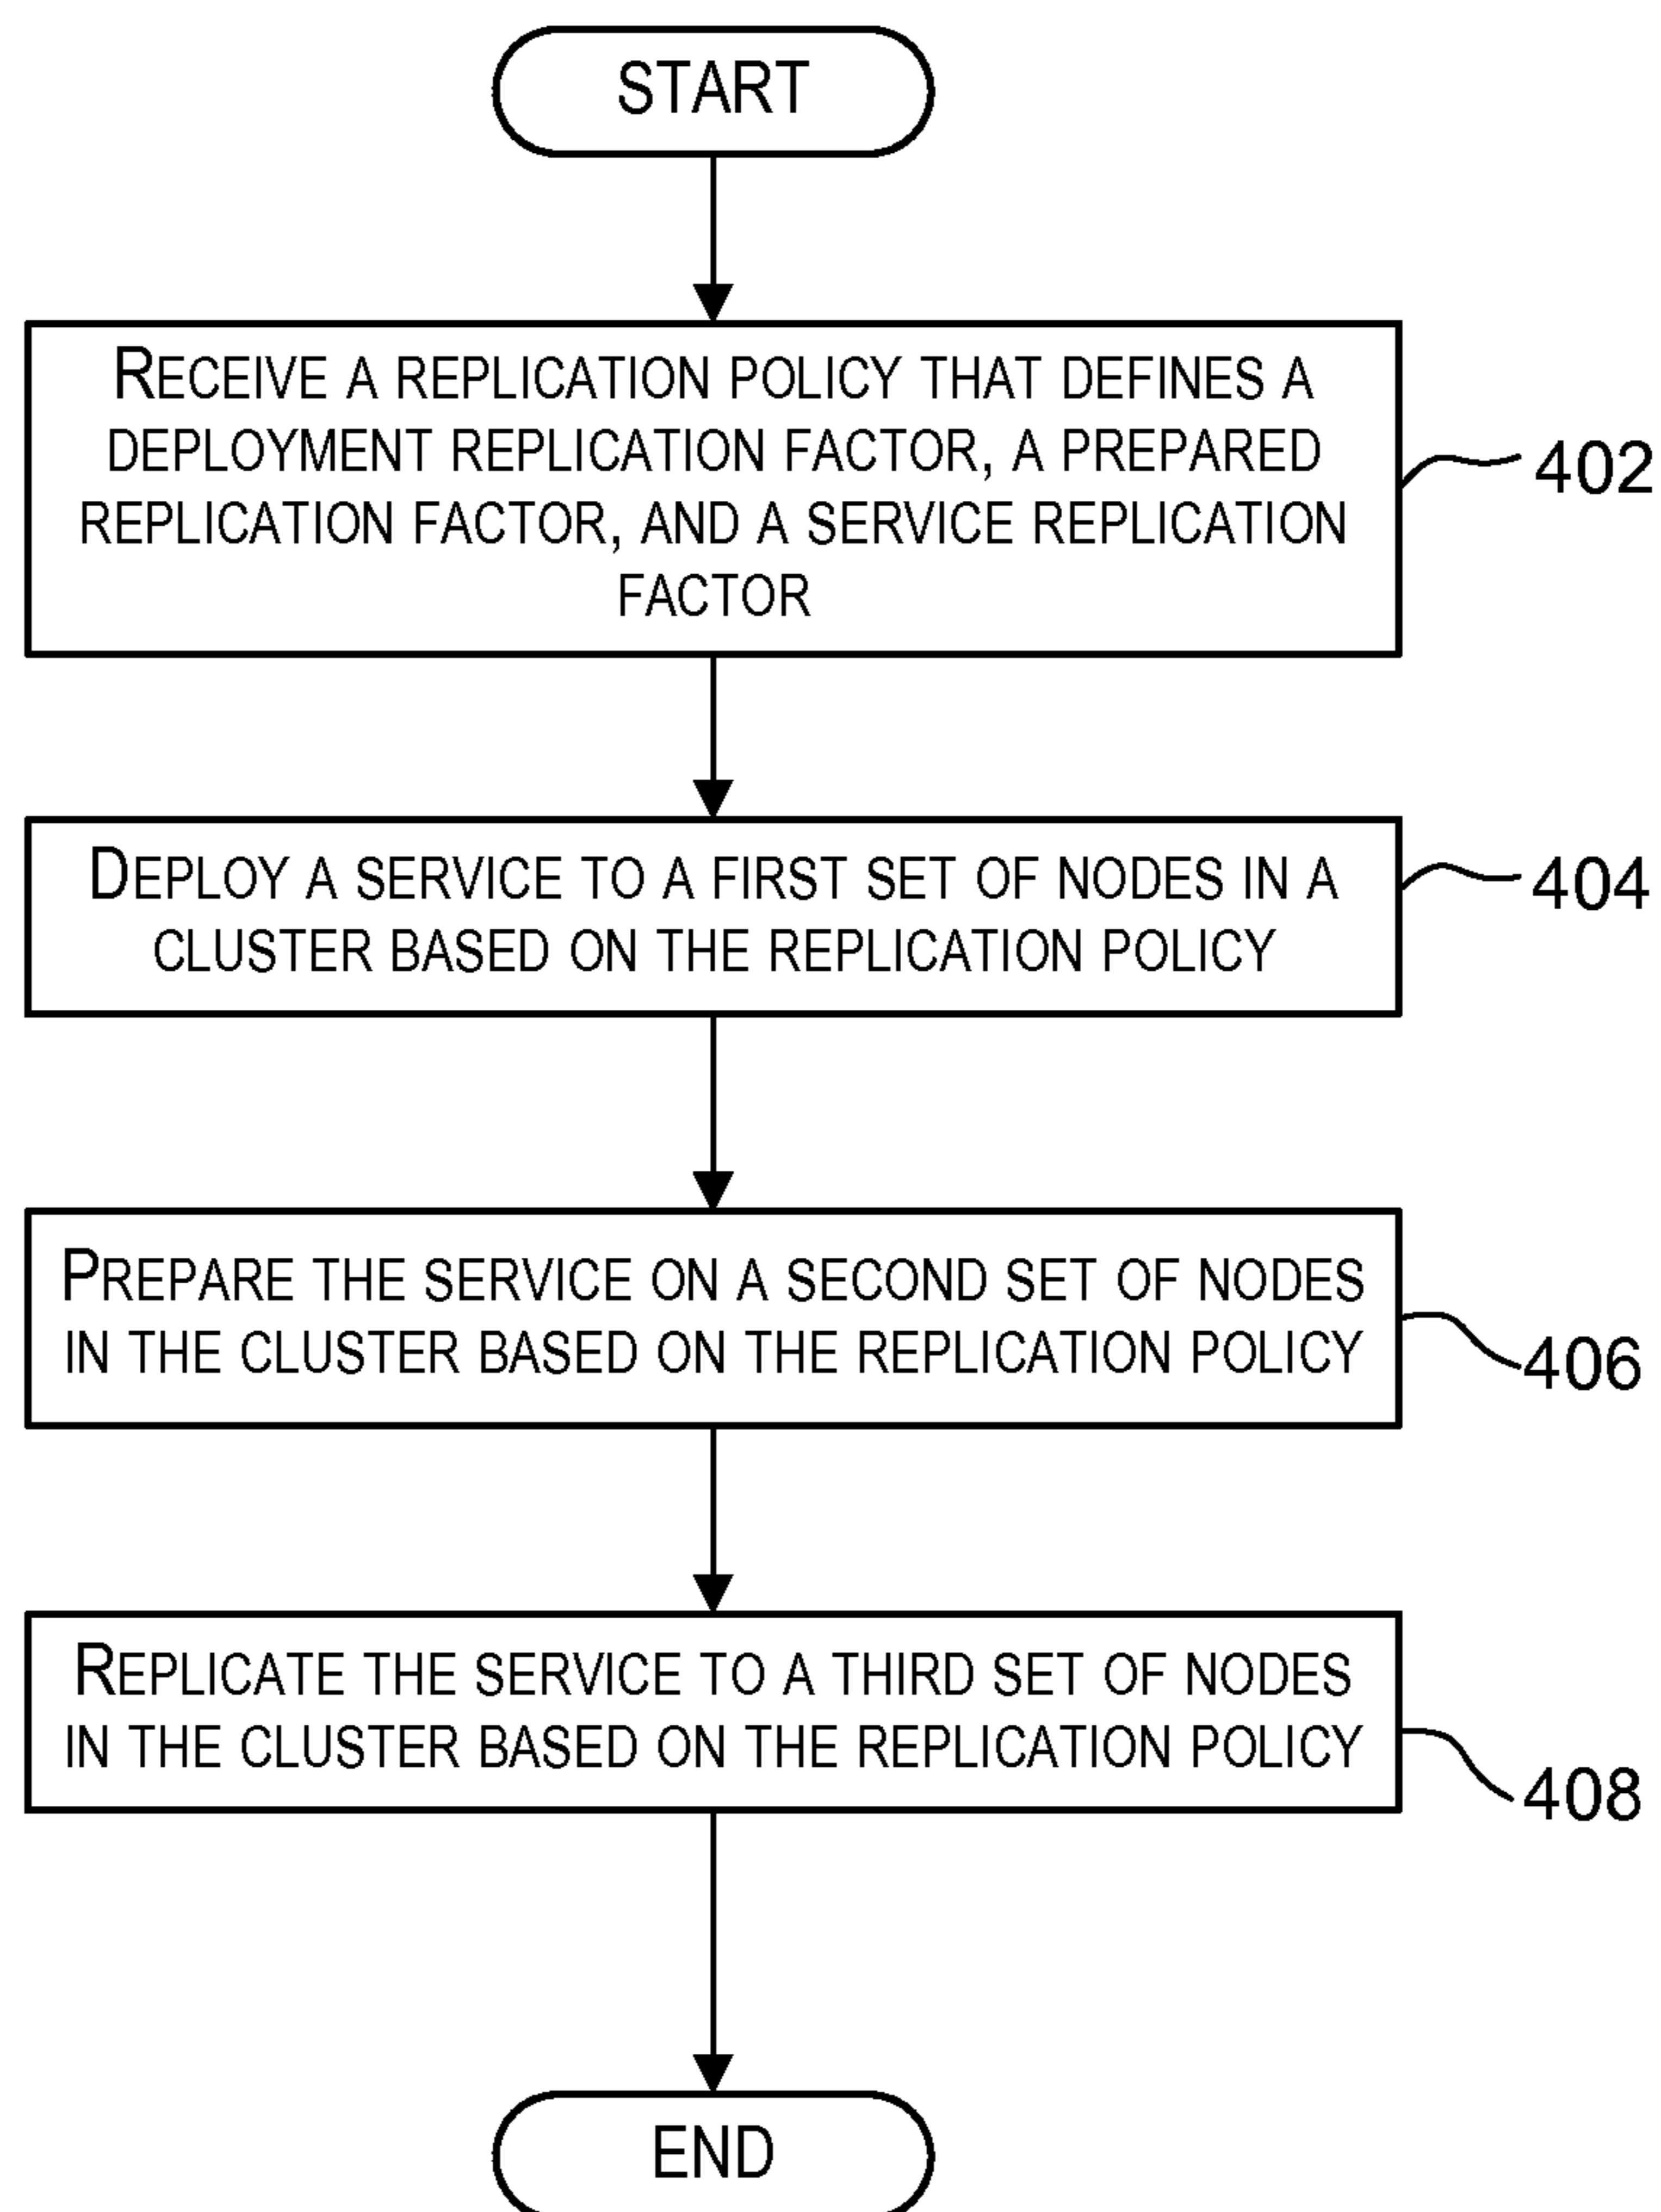 START
RECEIVE A REPLICATION POLICY THAT DEFINES A
DEPLOYMENT REPLICATION FACTOR, A PREPARED
REPLICATION FACTOR, AND A SERVICE REPLICATION
FACTOR
402
DEPLOY A SERVICE TO A FIRST SET OF NODES IN A
CLUSTER BASED ON THE REPLICATION POLICY
404
PREPARE THE SERVICE ON A SECOND SET OF NODES
IN THE CLUSTER BASED ON THE REPLICATION POLICY
406
REPLICATE THE SERVICE TO A THIRD SET OF NODES
IN THE CLUSTER BASED ON THE REPLICATION POLICY
408
END